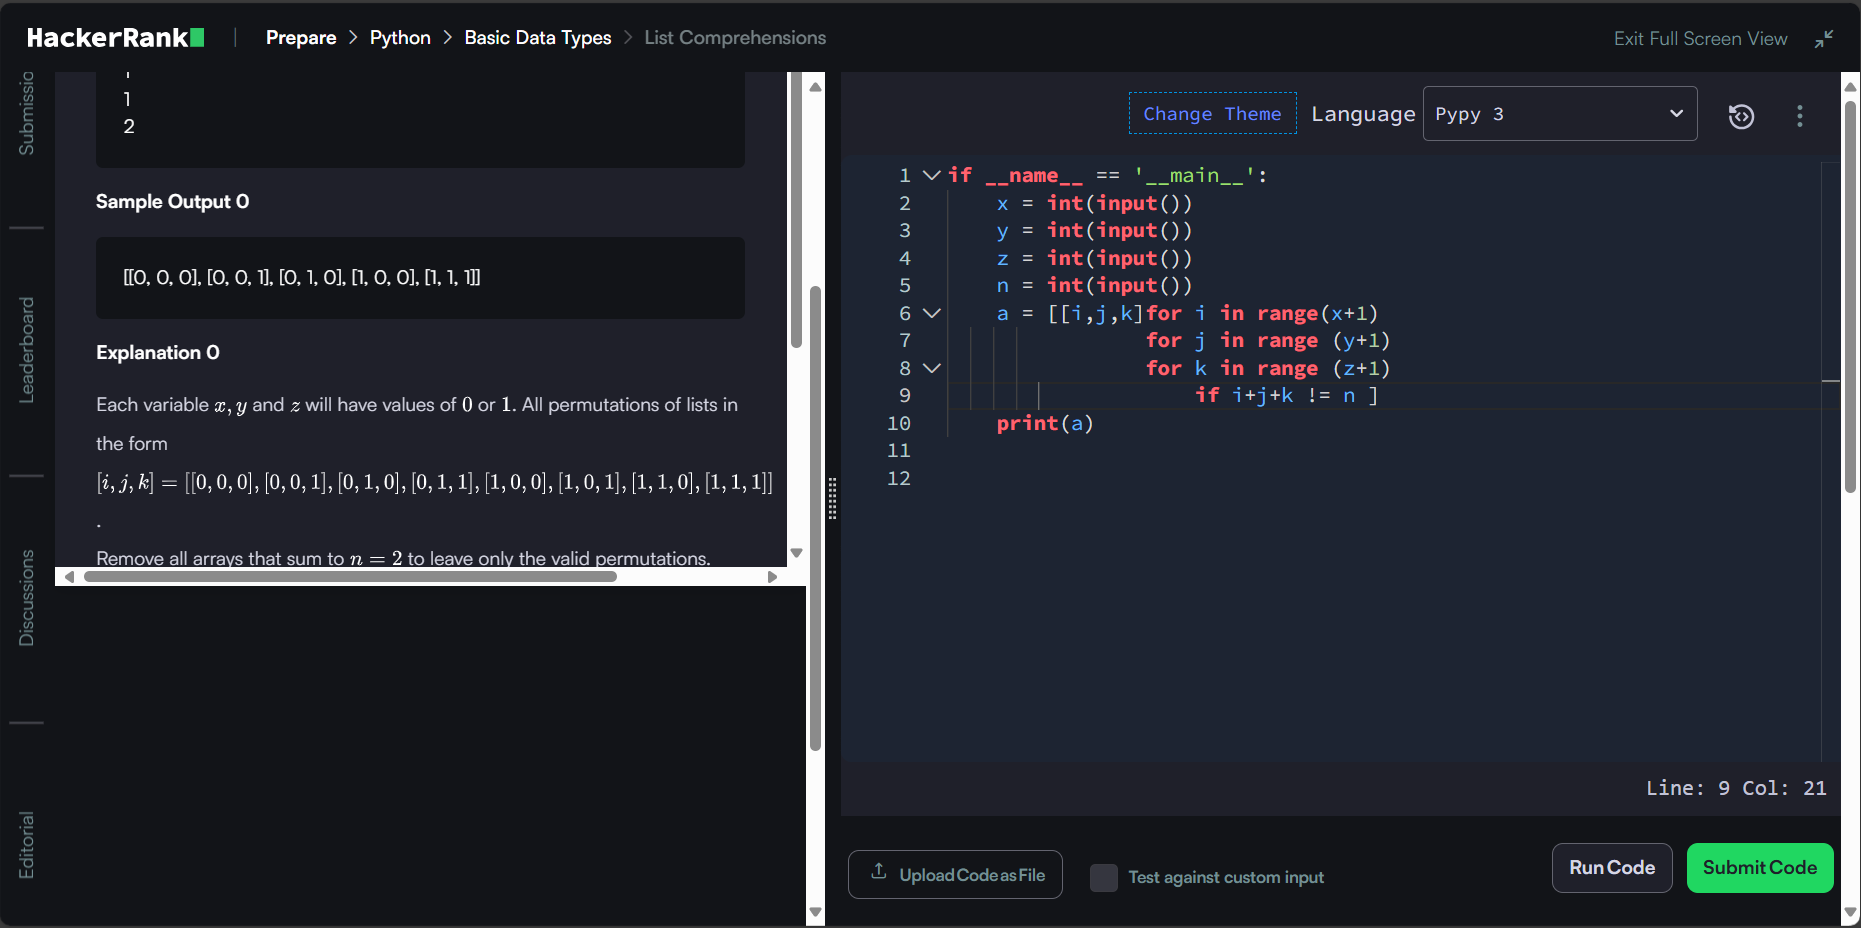 HackerRank | Prepare > Python > Basic Data Types > List Comprehensions
Exit Full Screen View
Leaderboard
Discussions
Editorial
1
2
Sample Output 0
[[0, 0, 0], [0, 0, 1], [0, 1, 0], [1, 0, 0], [1, 1, 1]]
Explanation 0
Each variable x, y and z will have values of 0 or 1. All permutations of lists in
the form
[i, j, k] = [[0, 0, 0], [0, 0, 1], [0, 1, 0], [0, 1, 1], [1, 0, 0], [1, 0, 1], [1, 1, 0], [1, 1, 1]]
.
Remove all arrays that sum to n = 2 to leave only the valid permutations.
Change Theme Language Pypy 3
1 if __name__ == '__main__':
2 x = int(input())
3 y = int(input())
4 z = int(input())
5 n = int(input())
6 a = [[i,j,k]for i in range(x+1)
7 for j in range (y+1)
8 for k in range (z+1)
9 if i+j+k != n ]
10 print(a)
11
12
Line: 9 Col: 21
Upload Code as File
Test against custom input
Run Code
Submit Code